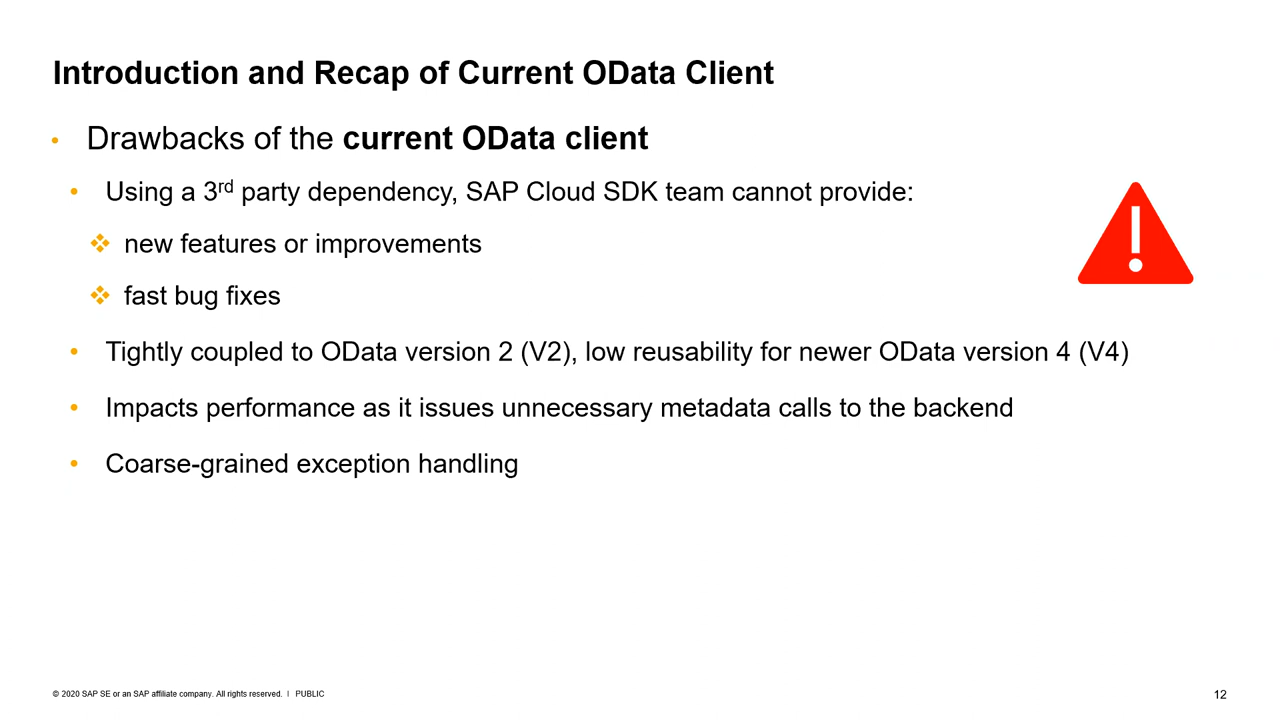 Introduction and Recap of Current OData Client
• Drawbacks of the current OData client
• Using a 3rd party dependency, SAP Cloud SDK team cannot provide:
❖ new features or improvements
❖ fast bug fixes
• Tightly coupled to OData version 2 (V2), low reusability for newer OData version 4 (V4)
• Impacts performance as it issues unnecessary metadata calls to the backend
• Coarse-grained exception handling
© 2020 SAP SE or an SAP affiliate company. All rights reserved. | PUBLIC
12